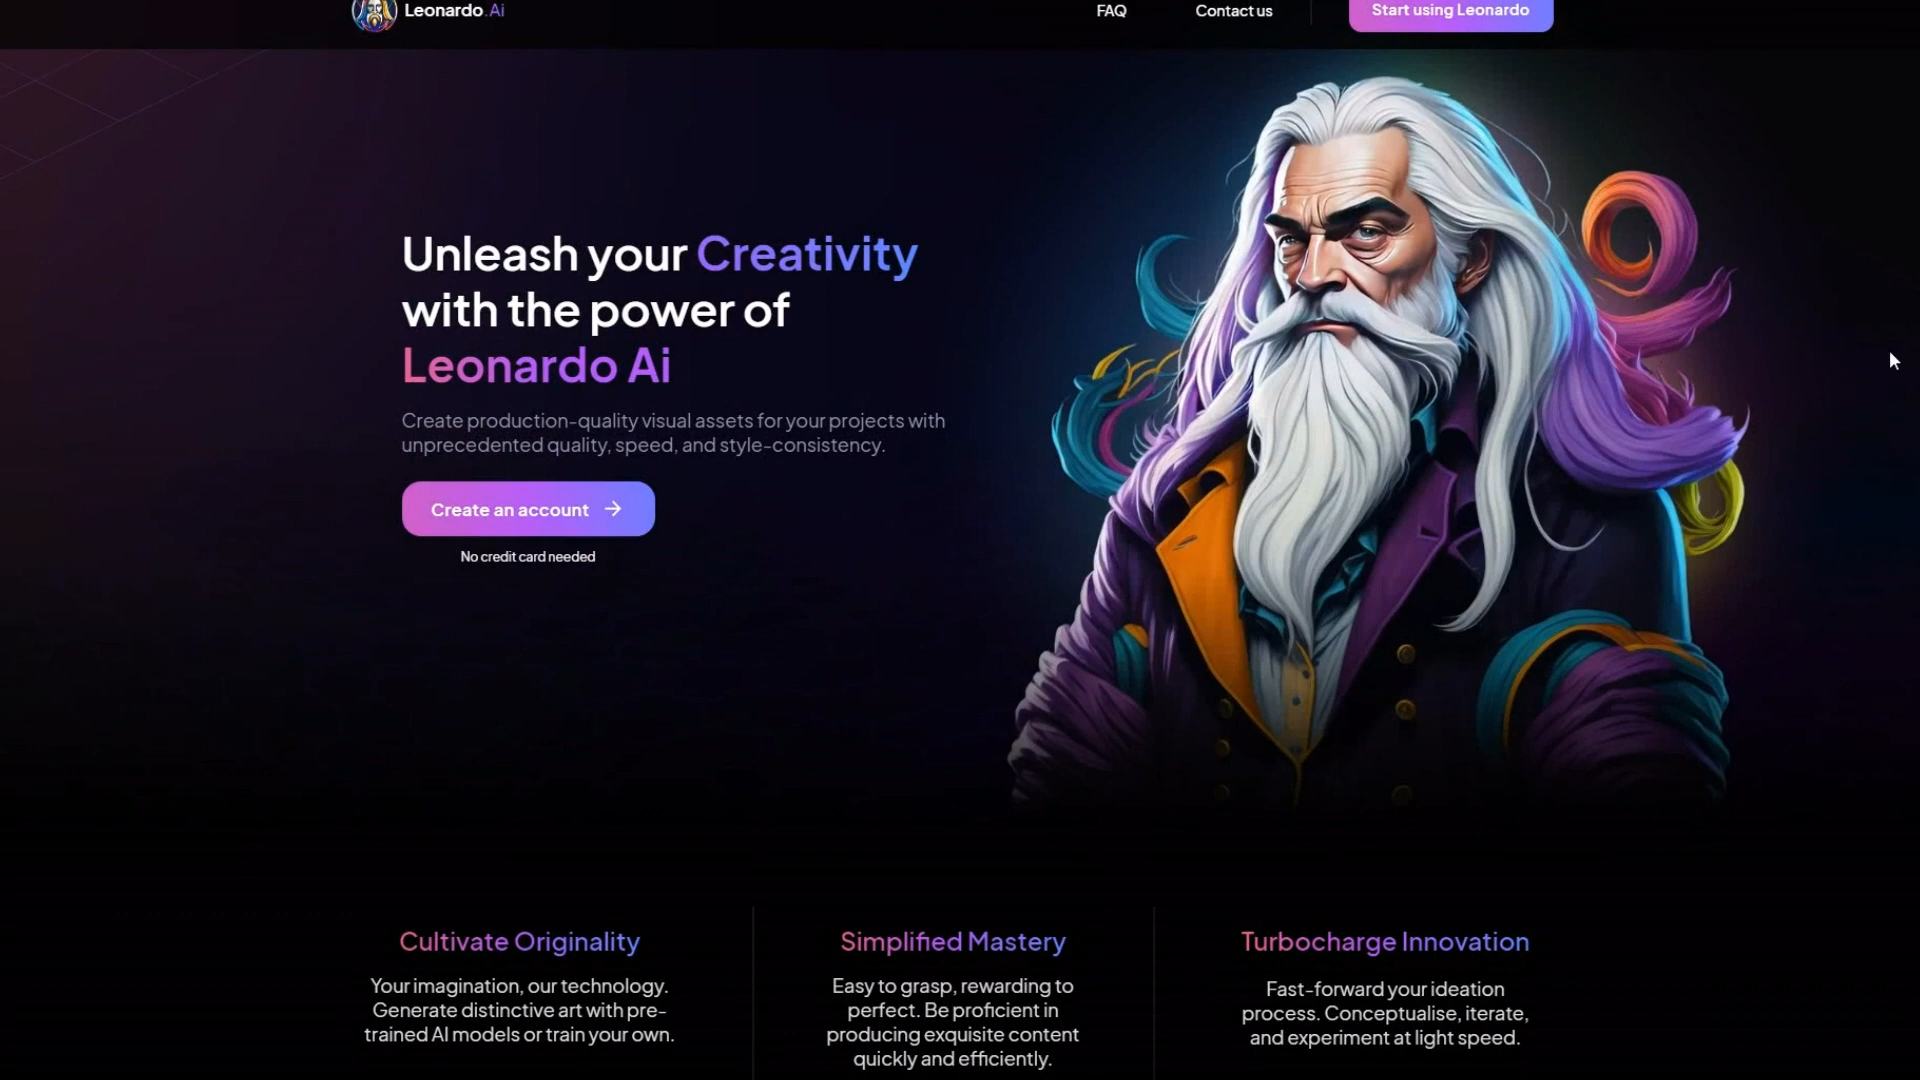 Leonardo.Ai
FAQ
Contact us
Start using Leonardo
Unleash your Creativity
with the power of
Leonardo Ai
Create production-quality visual assets for your projects with
unprecedented quality, speed, and style-consistency.
Create an account →
No credit card needed
Cultivate Originality
Your imagination, our technology.
Generate distinctive art with pre-
trained AI models or train your own.
Simplified Mastery
Easy to grasp, rewarding to
perfect. Be proficient in
producing exquisite content
quickly and efficiently.
Turbocharge Innovation
Fast-forward your ideation
process. Conceptualise, iterate,
and experiment at light speed.